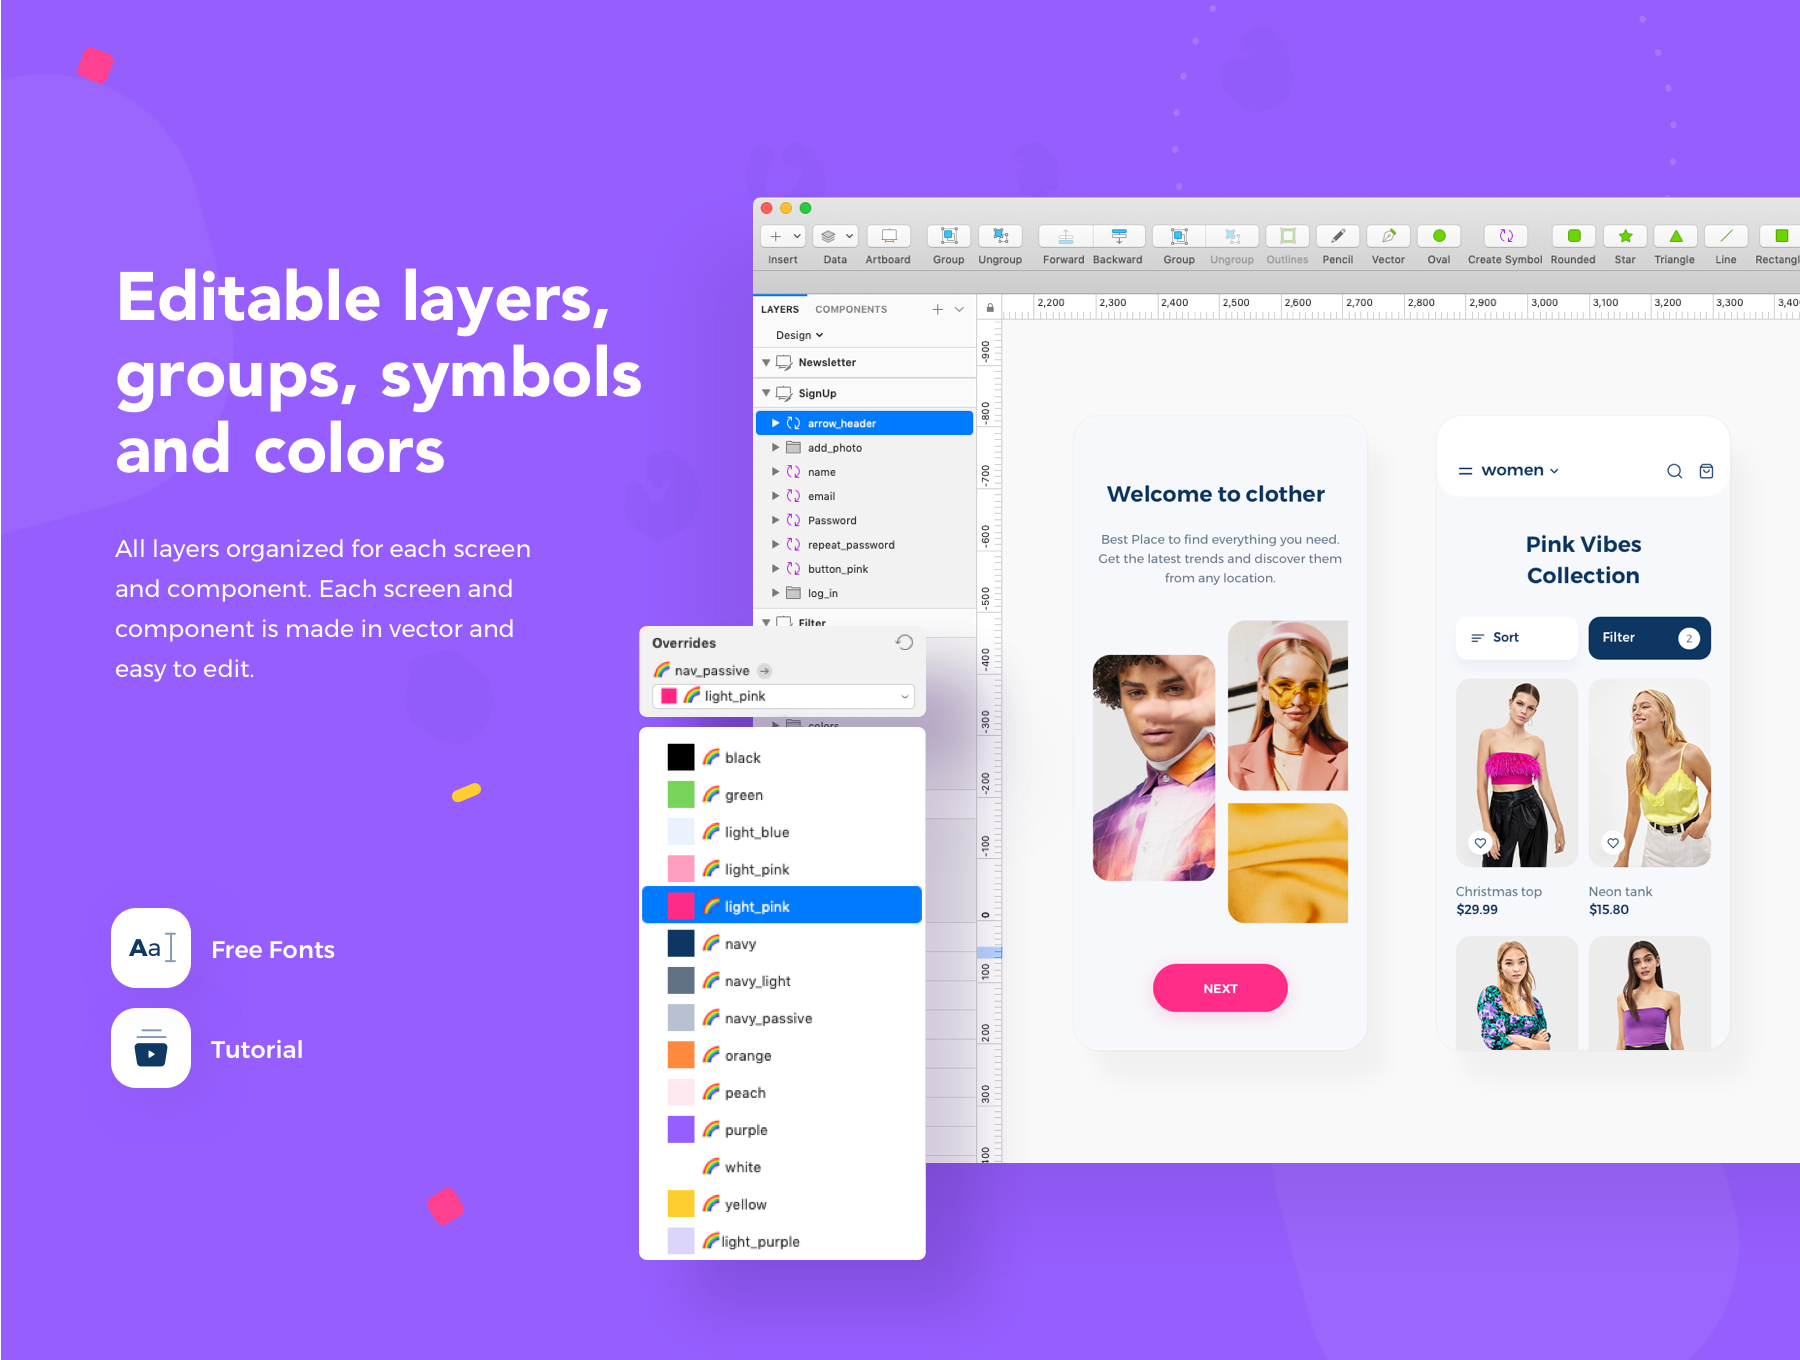 Editable layers,
groups, symbols
and colors
All layers organized for each screen
and component. Each screen and
component is made in vector and
easy to edit.
Aa
Free Fonts
Tutorial
Insert
Data
Artboard
Group
Ungroup
Forward
Backward
Group
Ungroup
Outlines
Pencil
Vector
Oval
Create Symbol
Rounded
Star
Triangle
Line
Rectangl
LAYERS
COMPONENTS
Design
Newsletter
SignUp
arrow_header
add_photo
name
email
Password
repeat_password
button_pink
log_in
Filter
colors
2,200
2,300
2,400
2,500
2,600
2,700
2,800
2,900
3,000
3,100
3,200
3,300
3,40
-900
-800
-700
-600
-500
-400
-300
-200
-100
0
100
200
300
400
Overrides
nav_passive
light_pink
black
green
light_blue
light_pink
light_pink
navy
navy_light
navy_passive
orange
peach
purple
white
yellow
light_purple
Welcome to clother
Best Place to find everything you need.
Get the latest trends and discover them
from any location.
NEXT
women
Pink Vibes
Collection
Sort
Filter
2
Christmas top
$29.99
Neon tank
$15.80